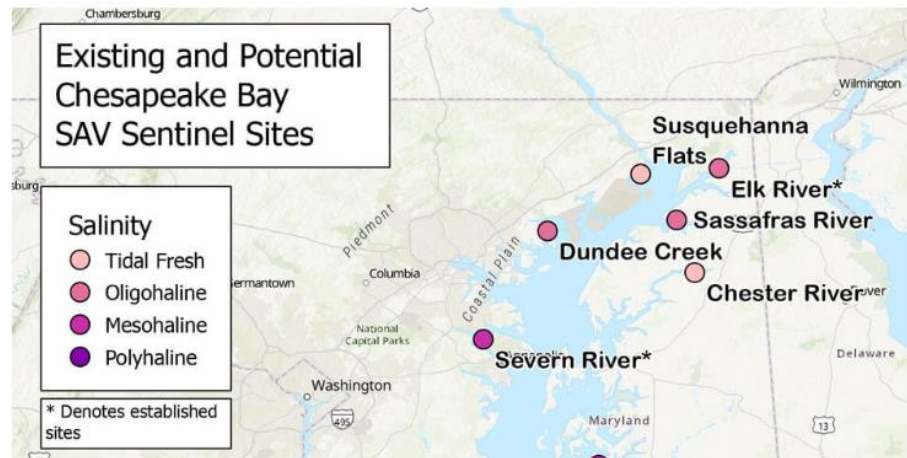 Chambersburg
Existing and Potential
Chesapeake Bay
SAV Sentinel Sites
Wilmington
Susquehanna
Flats
Elk River*
Sassafras River
Dundee Creek
Chester River
Severn River*
Salinity
Tidal Fresh
Oligohaline
Mesohaline
Polyhaline
* Denotes established
sites
Piedmont
Coastal Plain
Columbia
National
Capital Parks
Washington
495
Maryland
Delaware
13